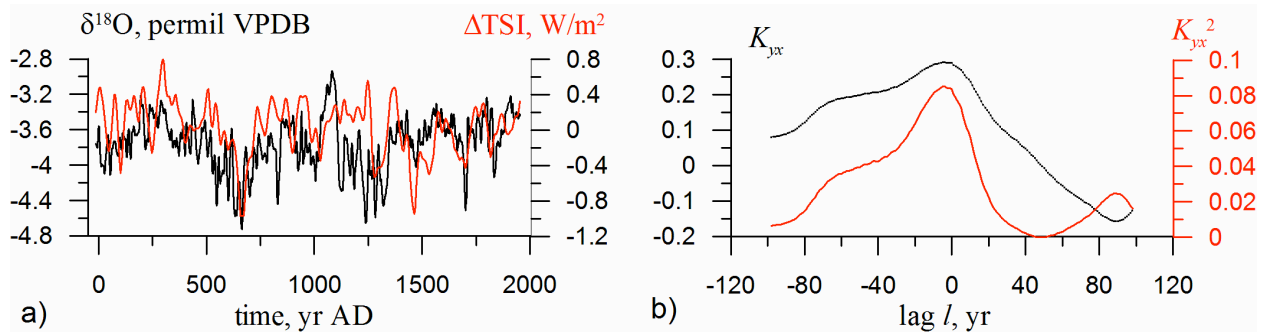 δ¹⁸O, permil VPDB ΔTSI, W/m²
-2.8 0.8
-3.2 0.4
-3.6 0
-4 -0.4
-4.4 -0.8
-4.8 -1.2
0 500 1000 1500 2000
a) time, yr AD
Kyx Kyx²
0.3 0.1
0.2 0.08
0.1 0.06
0 0.04
-0.1 0.02
-0.2 0
-120 -80 -40 0 40 80 120
b) lag l, yr